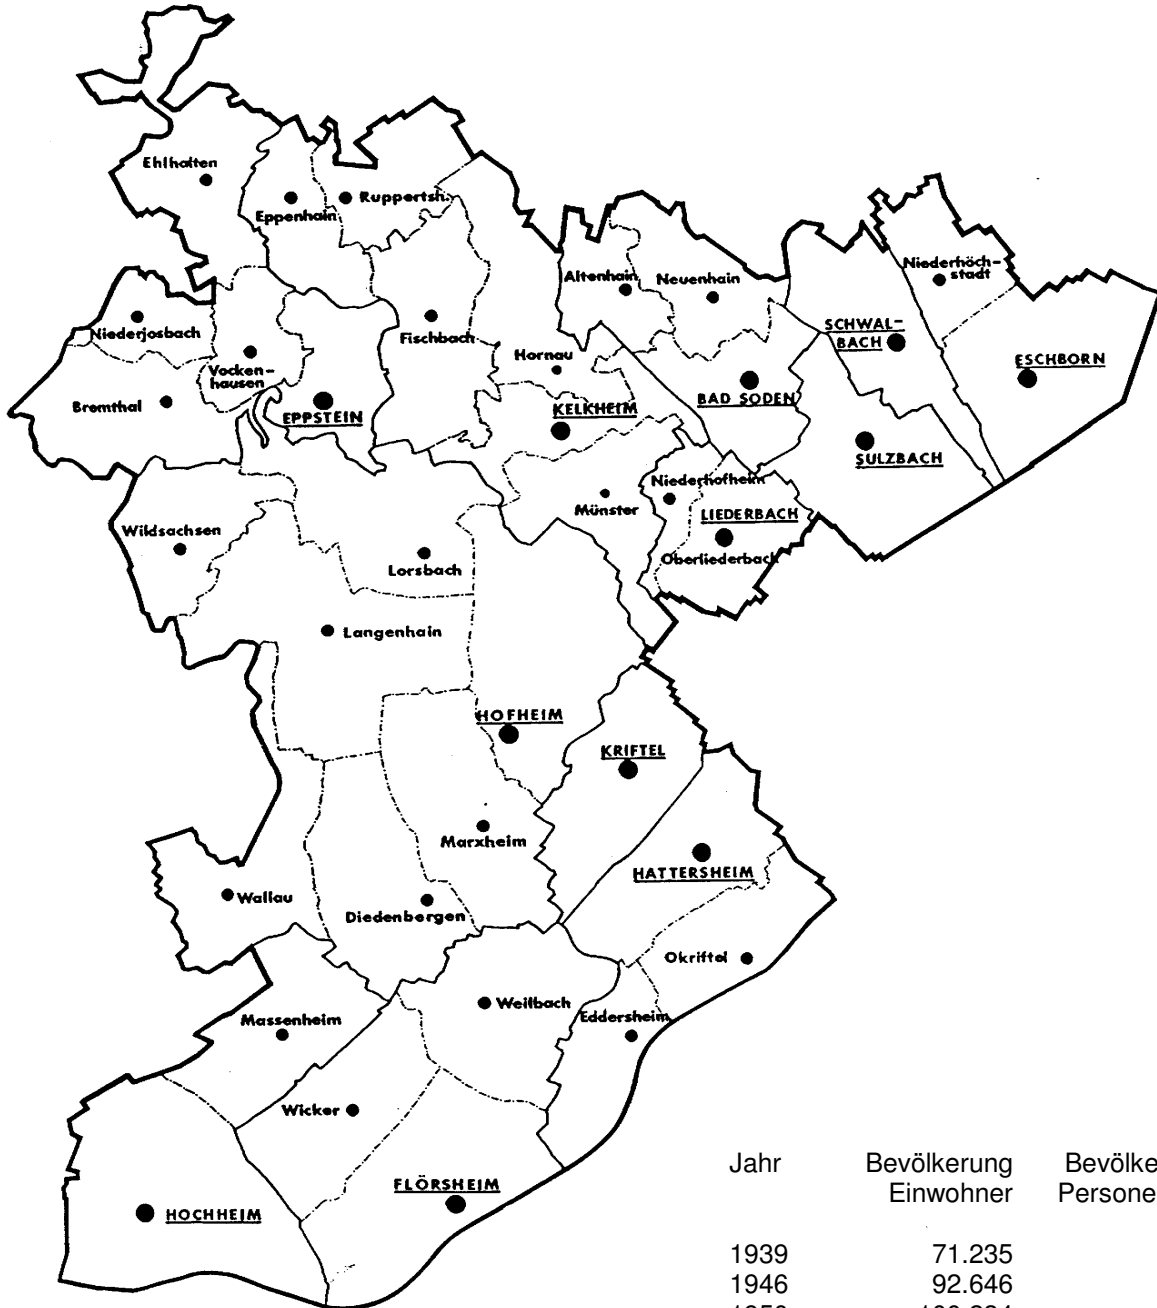 Ehlhalten
Eppenhain
Ruppertsh.
Altenhain
Neuenhain
Niederhöch-
stadt
Niederjosbach
Vocken-
hausen
Fischbach
Hornau
SCHWAL-
BACH
ESCHBORN
Bremthal
EPPSTEIN
KELKHEIM
BAD SODEN
SULZBACH
Wildsachsen
Lorsbach
Münster
Niederhofheim
LIEDERBACH
Oberliederbach
Langenhain
HOFHEIM
KRIFTEL
Marxheim
HATTERSHEIM
Wallau
Diedenbergen
Okriftel
Massenheim
Weilbach
Eddersheim
Wicker
FLÖRSHEIM
HOCHHEIM
Jahr Bevölkerung Bevölke
Einwohner Persone
1939 71.235
1946 92.646